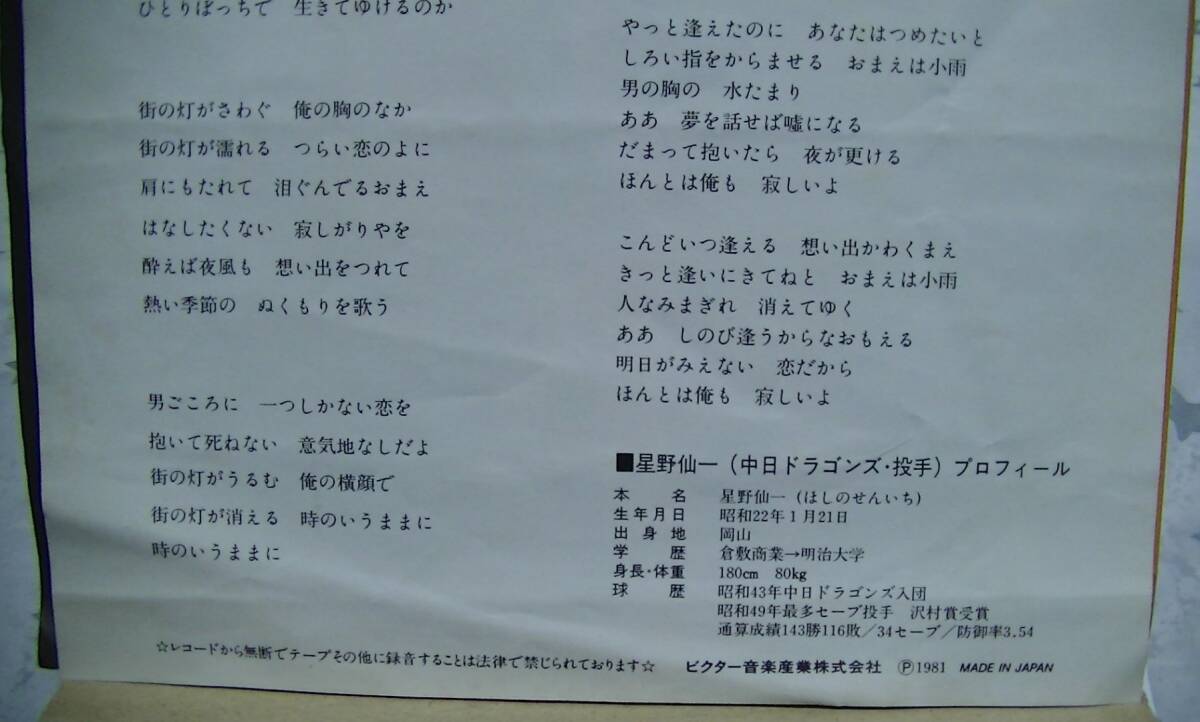 ひとりぼっちで　生きてゆけるのか
街の灯がさわぐ　俺の胸のなか
街の灯が濡れる　つらい恋のよに
肩にもたれて　泪ぐんでるおまえ
はなしたくない　寂しがりやを
酔えば夜風も　想い出をつれて
熱い季節の　ぬくもりを歌う
男ごころに　一つしかない恋を
抱いて死ねない　意気地なしだよ
街の灯がうるむ　俺の横顔で
街の灯が消える　時のいうままに
時のいうままに
やっと逢えたのに　あなたはつめたいと
しろい指をからませる　おまえは小雨
男の胸の　水たまり
ああ　夢を話せば嘘になる
だまって抱いたら　夜が更ける
ほんとは俺も　寂しいよ
こんどいつ逢える　想い出かわくまえ
きっと逢いにきてねと　おまえは小雨
人なみまぎれ　消えてゆく
ああ　しのび逢うからなおもえる
明日がみえない　恋だから
ほんとは俺も　寂しいよ
■星野仙一（中日ドラゴンズ・投手）プロフィール
本名　星野仙一（ほしのせんいち）
生年月日　昭和22年1月21日
出身地　岡山
学歴　倉敷商業→明治大学
身長・体重　180cm　80kg
球歴　昭和43年中日ドラゴンズ入団
昭和49年最多セーブ投手　沢村賞受賞
通算成績143勝116敗／34セーブ／防御率3.54
☆レコードから無断でテープその他に録音することは法律で禁じられております☆
ビクター音楽産業株式会社　Ⓟ1981　MADE IN JAPAN